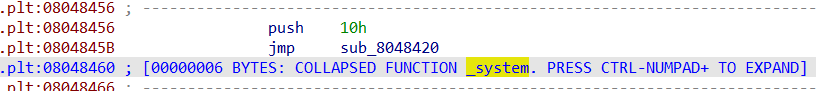 .plt:08048456 ; ---------------------------------------------------------------------------
.plt:08048456 push 10h
.plt:0804845B jmp sub_8048420
.plt:08048460 ; [00000006 BYTES: COLLAPSED FUNCTION _system. PRESS CTRL-NUMPAD+ TO EXPAND]
.plt:08048466 ; ---------------------------------------------------------------------------